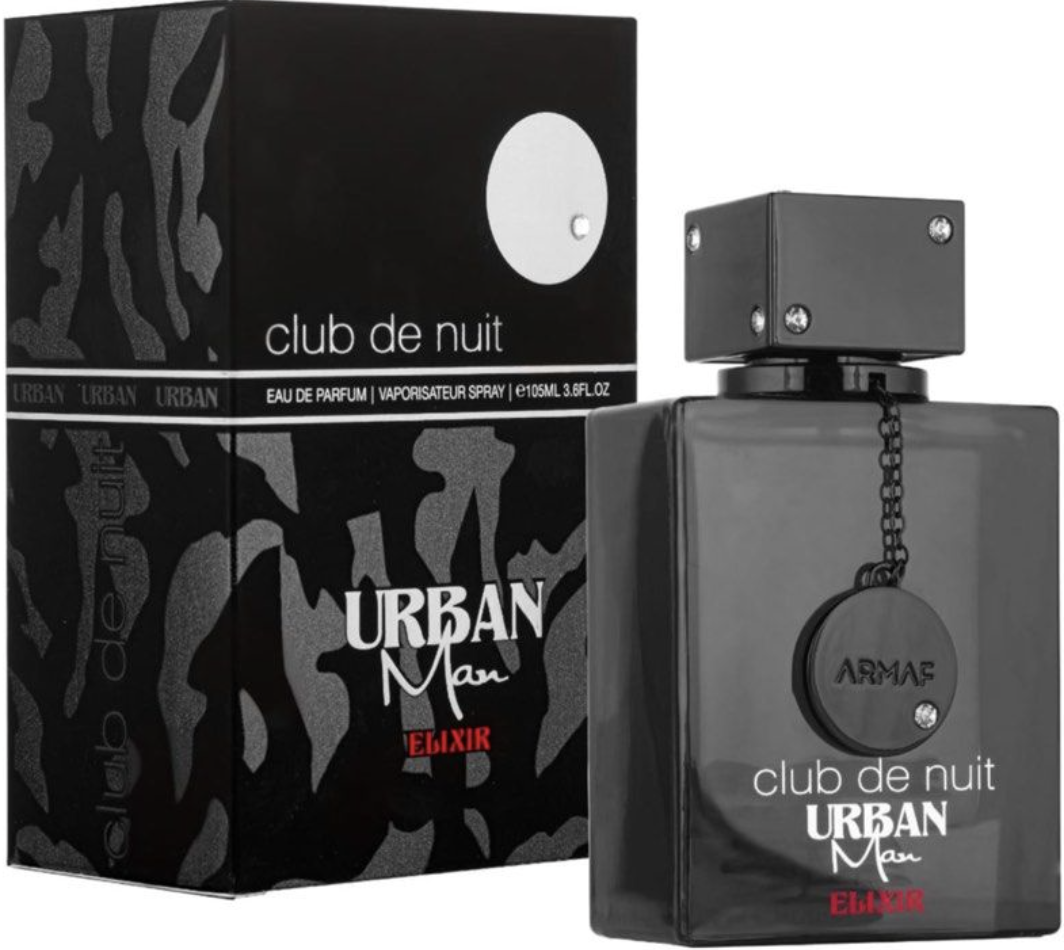 club de nuit
URBAN URBAN URBAN
EAU DE PARFUM | VAPORISATEUR SPRAY | ℮105ML 3.6FL.OZ
club de nuit
URBAN
Man
ELIXIR
ARMAF
club de nuit
URBAN
Man
ELIXIR